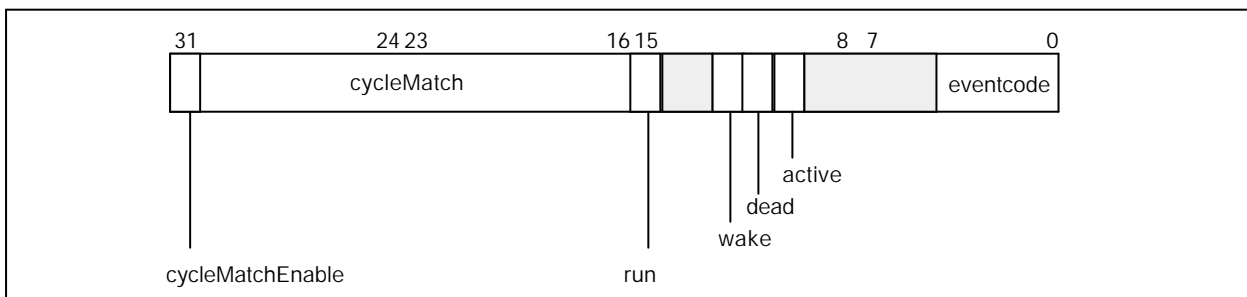 31 24 23 16 15 8 7 0
cycleMatch eventcode
active
dead
wake
cycleMatchEnable run